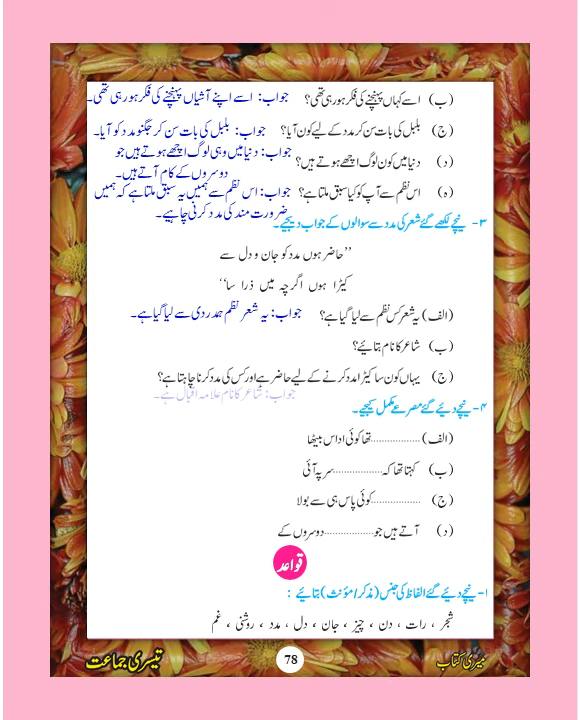 (ب) اسے کہاں پہنچنے کی فکر ہو رہی تھی؟ جواب: اسے اپنے آشیاں پہنچنے کی فکر ہو رہی تھی۔
(ج) بلبل کی بات سن کر مدد کے لیے کون آیا؟ جواب: بلبل کی بات سن کر جگنو مدد کو آیا۔
(د) دنیا میں کون لوگ اچھے ہوتے ہیں؟ جواب: دنیا میں وہی لوگ اچھے ہوتے ہیں جو
دوسروں کے کام آتے ہیں۔
(ہ) اس نظم سے آپ کو کیا سبق ملتا ہے؟ جواب: اس نظم سے ہمیں یہ سبق ملتا ہے کہ ہمیں
ضرورت مند کی مدد کرنی چاہیے۔
۳- نیچے لکھے گئے شعر کی مدد سے سوالوں کے جواب دیجیے۔
‘‘حاضر ہوں مدد کو جان و دل سے
کیڑا ہوں اگرچہ میں ذرا سا’’
(الف) یہ شعر کس نظم سے لیا گیا ہے؟ جواب: یہ شعر نظم ہمدردی سے لیا گیا ہے۔
(ب) شاعر کا نام بتائیے؟
(ج) یہاں کون سا کیڑا مدد کرنے کے لیے حاضر ہے اور کس کی مدد کرنا چاہتا ہے؟
جواب: شاعر کا نام علامہ اقبال ہے۔
۴- نیچے دیئے گئے مصرعے مکمل کیجیے۔
(الف) .................. تھا کوئی اداس بیٹھا
(ب) کہتا تھا کہ .................. سر پہ آئی
(ج) .................. کوئی پاس ہی سے بولا
(د) آتے ہیں جو .................. دوسروں کے
قواعد
۱- نیچے دیئے گئے الفاظ کی جنس (مذکر/مؤنث) بتائیے :
شجر ، رات ، دن ، چیز ، جان ، دل ، مدد ، روشنی ، غم
میری کتاب 78 تیسری جماعت